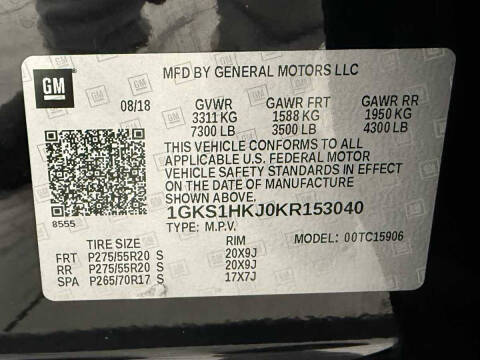 GM
MFD BY GENERAL MOTORS LLC
08/18 GVWR GAWR FRT GAWR RR
3311 KG 1588 KG 1950 KG
7300 LB 3500 LB 4300 LB
THIS VEHICLE CONFORMS TO ALL
APPLICABLE U.S. FEDERAL MOTOR
VEHICLE SAFETY STANDARDS IN EFFECT
ON THE DATE OF MANUFACTURE
SHOWN ABOVE.
1GKS1HKJ0KR153040
8555
TYPE: M.P.V.
MODEL: 00TC15906
TIRE SIZE RIM
FRT P275/55R20 S 20X9J
RR P275/55R20 S 20X9J
SPA P265/70R17 S 17X7J